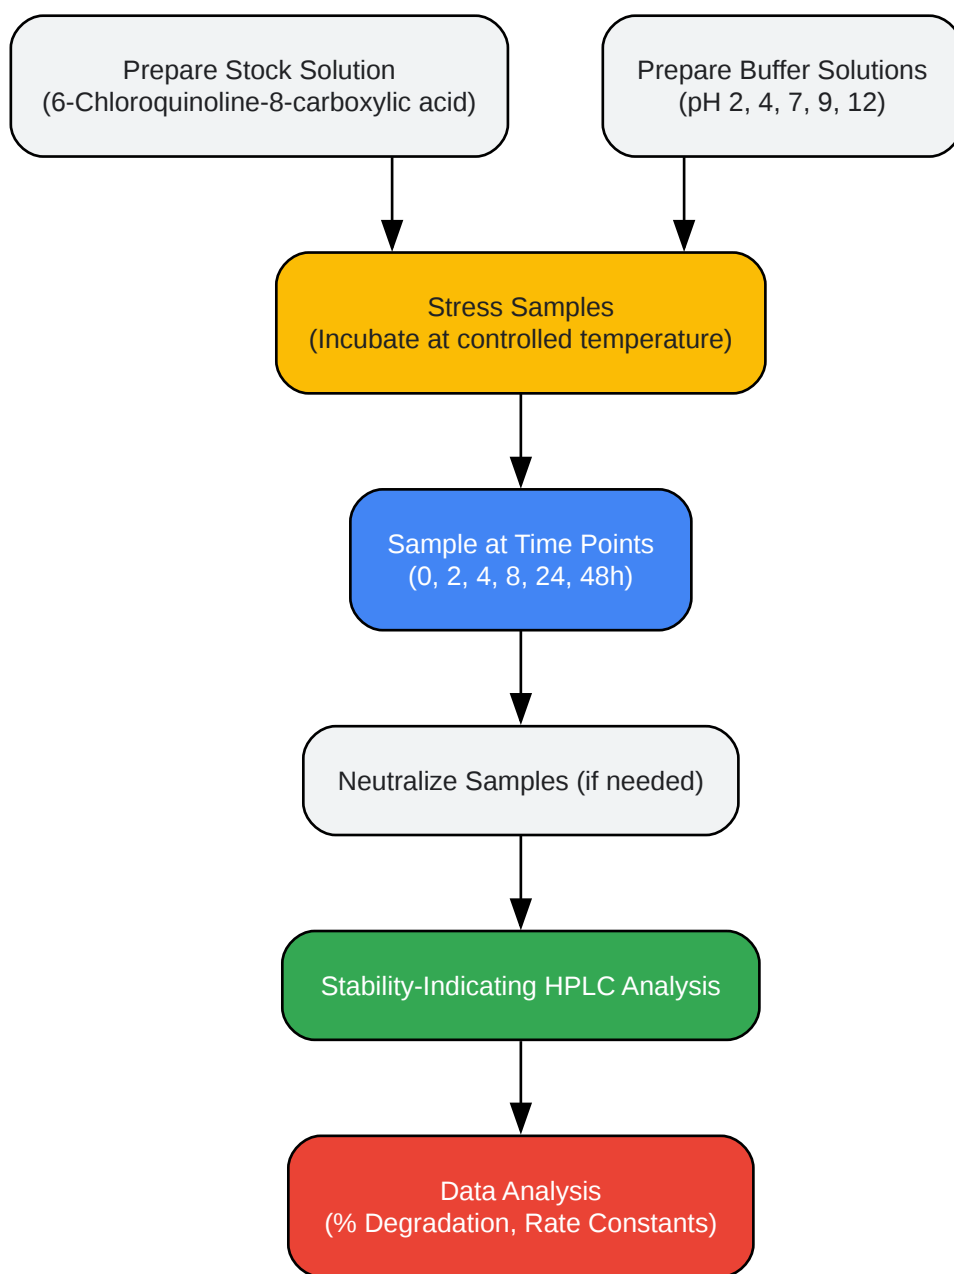 Prepare Stock Solution
(6-Chloroquinoline-8-carboxylic acid)
Prepare Buffer Solutions
(pH 2, 4, 7, 9, 12)
Stress Samples
(Incubate at controlled temperature)
Sample at Time Points
(0, 2, 4, 8, 24, 48h)
Neutralize Samples (if needed)
Stability-Indicating HPLC Analysis
Data Analysis
(% Degradation, Rate Constants)